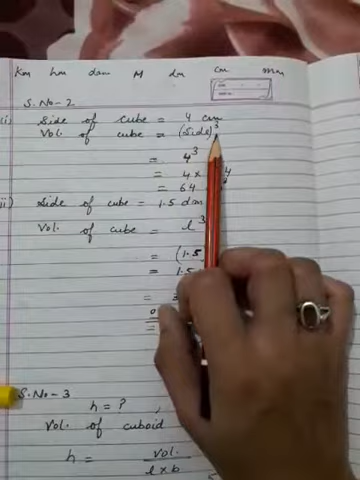 Km hm dam M dm cm mm
S.No-2
(i) Side of cube = 4 cm
Vol. of cube = (Side)³
= 4³
= 4 × 4
= 64
ii) Side of cube = 1.5 dm
Vol. of cube = l³
= (1.5
= 1.5
=
=
S.No-3
h = ? ,
Vol. of cuboid
h = Vol.
l × b